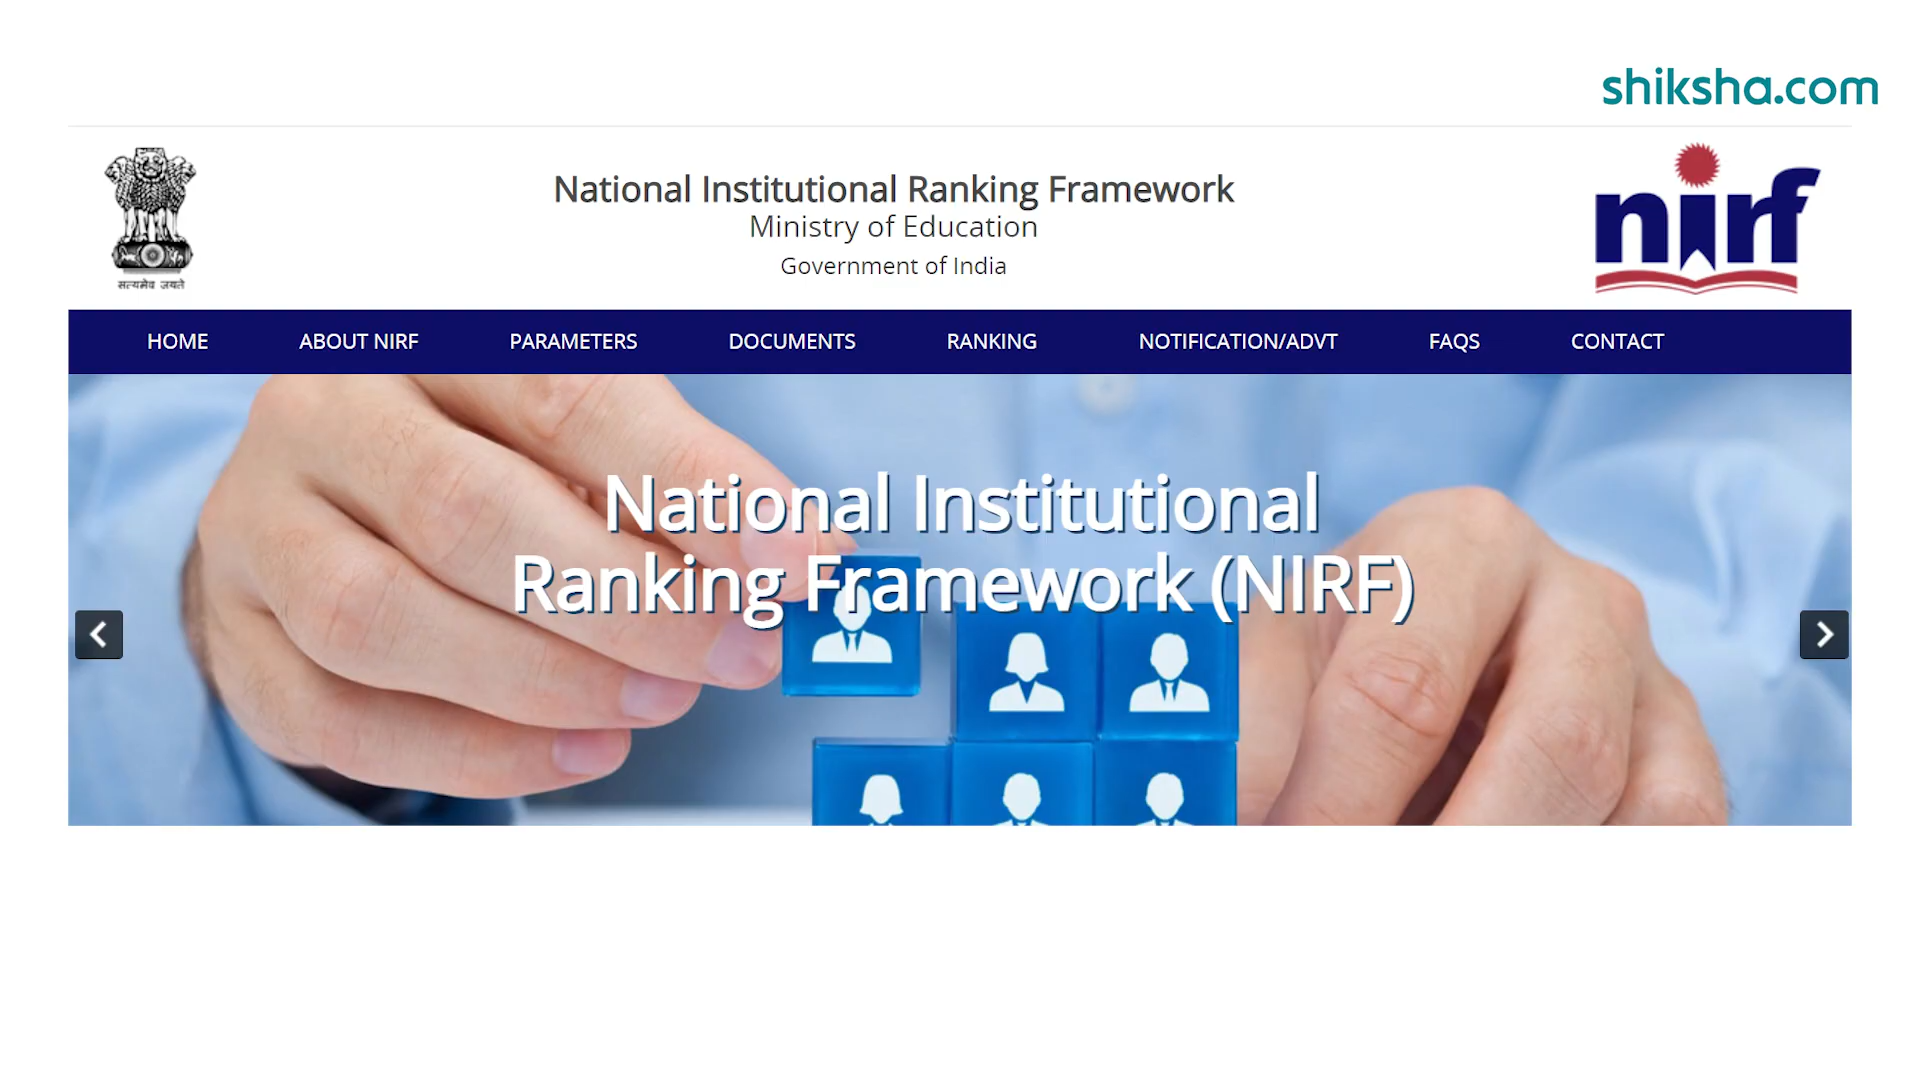 shiksha.com
National Institutional Ranking Framework
Ministry of Education
Government of India
सत्यमेव जयते
nirf
HOME ABOUT NIRF PARAMETERS DOCUMENTS RANKING NOTIFICATION/ADVT FAQS CONTACT
National Institutional
Ranking Framework (NIRF)